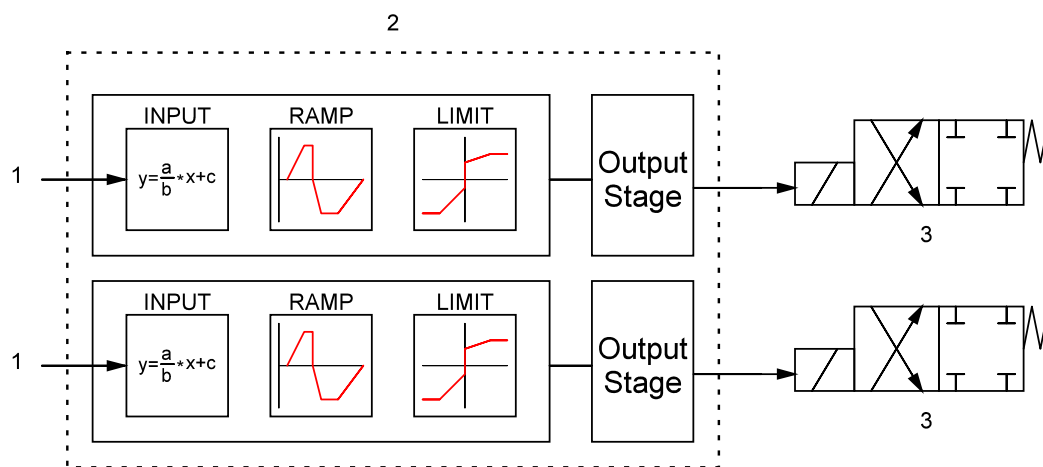 2
INPUT RAMP LIMIT
1
y=a/b*x+c
Output
Stage
3
INPUT RAMP LIMIT
1
y=a/b*x+c
Output
Stage
3